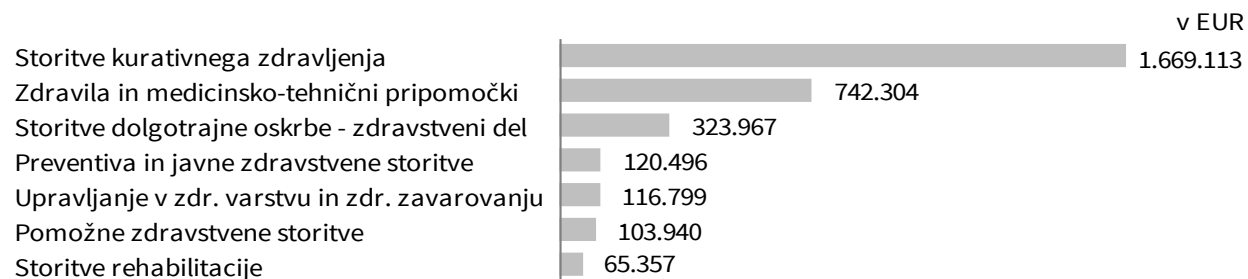 v EUR
Storitve kurativnega zdravljenja 1.669.113
Zdravila in medicinsko-tehnični pripomočki 742.304
Storitve dolgotrajne oskrbe - zdravstveni del 323.967
Preventiva in javne zdravstvene storitve 120.496
Upravljanje v zdr. varstvu in zdr. zavarovanju 116.799
Pomožne zdravstvene storitve 103.940
Storitve rehabilitacije 65.357